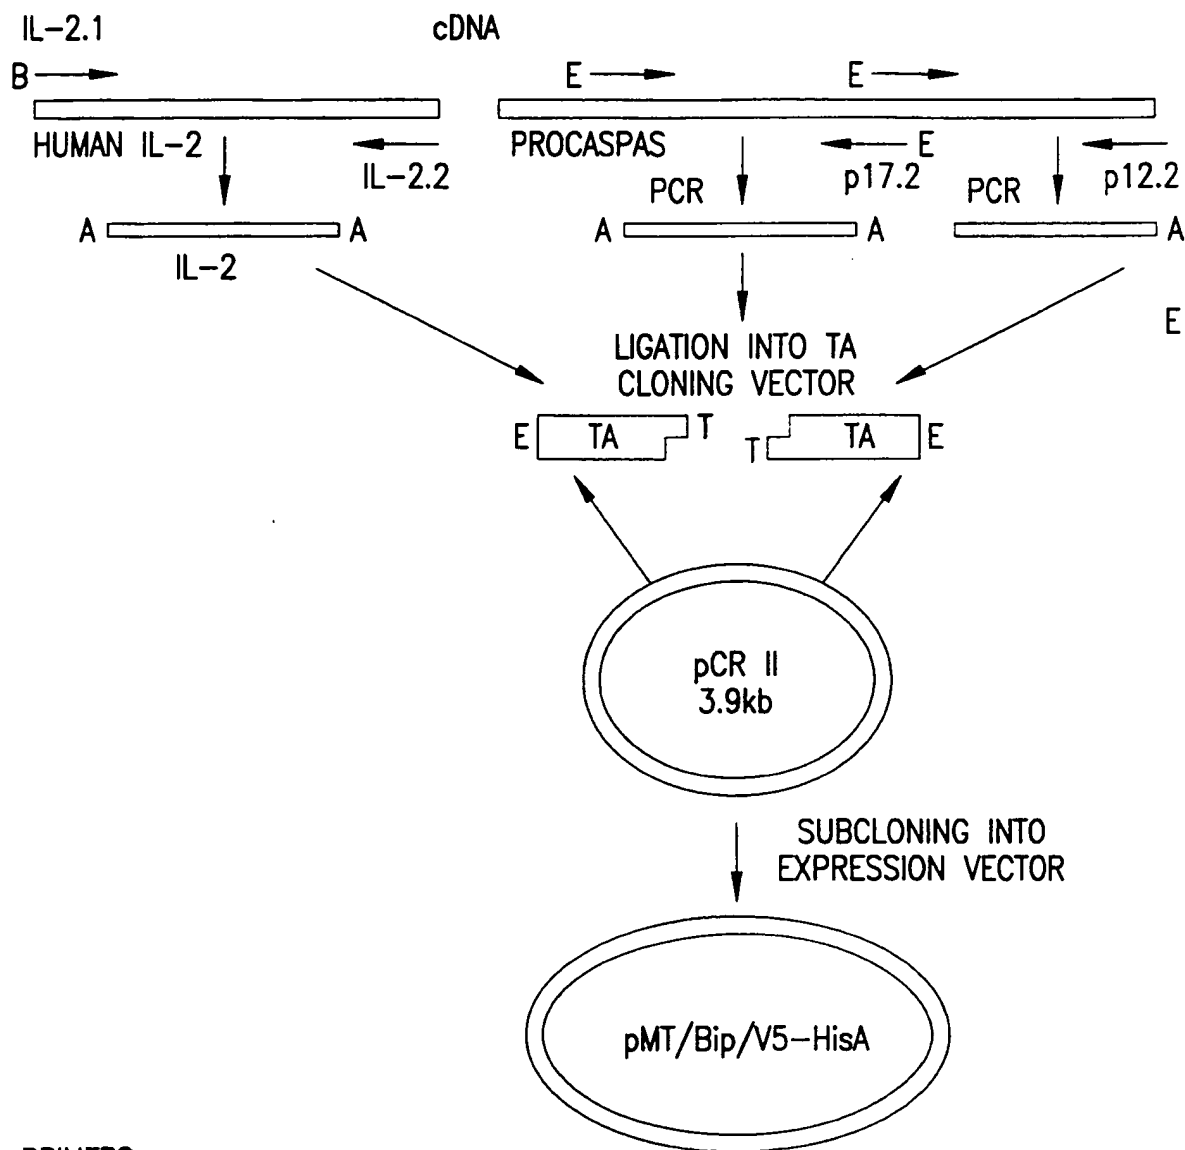 IL-2.1
cDNA
B
E
E
HUMAN IL-2
IL-2.2
PROCASPAS
E
PCR
p17.2
PCR
p12.2
A
A
A
A
A
IL-2
E
LIGATION INTO TA
CLONING VECTOR
E
TA
T
T
TA
E
pCR II
3.9kb
SUBCLONING INTO
EXPRESSION VECTOR
pMT/Bip/V5-HisA